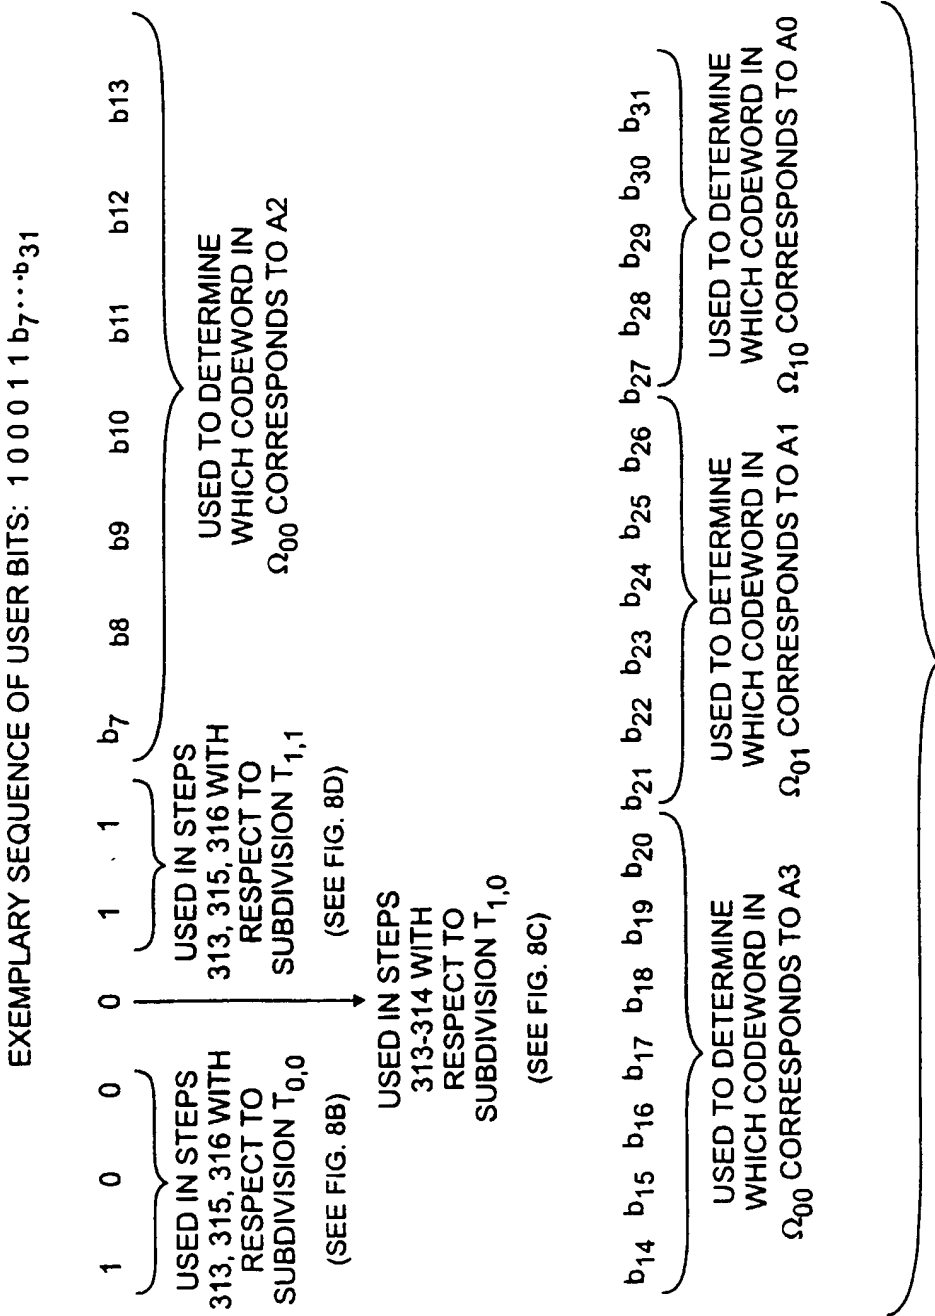 EXEMPLARY SEQUENCE OF USER BITS: 1 0 0 0 1 1 b₇···b₃₁
1 0 0 0 1 1 b₇ b8 b9 b10 b11 b12 b13
USED IN STEPS
313, 315, 316 WITH
RESPECT TO
SUBDIVISION T₀,₀
(SEE FIG. 8B)
USED IN STEPS
313-314 WITH
RESPECT TO
SUBDIVISION T₁,₀
(SEE FIG. 8C)
USED IN STEPS
313, 315, 316 WITH
RESPECT TO
SUBDIVISION T₁,₁
(SEE FIG. 8D)
USED TO DETERMINE
WHICH CODEWORD IN
Ω₀₀ CORRESPONDS TO A2
b₁₄ b₁₅ b₁₆ b₁₇ b₁₈ b₁₉ b₂₀ b₂₁ b₂₂ b₂₃ b₂₄ b₂₅ b₂₆ b₂₇ b₂₈ b₂₉ b₃₀ b₃₁
USED TO DETERMINE
WHICH CODEWORD IN
Ω₀₀ CORRESPONDS TO A3
USED TO DETERMINE
WHICH CODEWORD IN
Ω₀₁ CORRESPONDS TO A1
USED TO DETERMINE
WHICH CODEWORD IN
Ω₁₀ CORRESPONDS TO A0